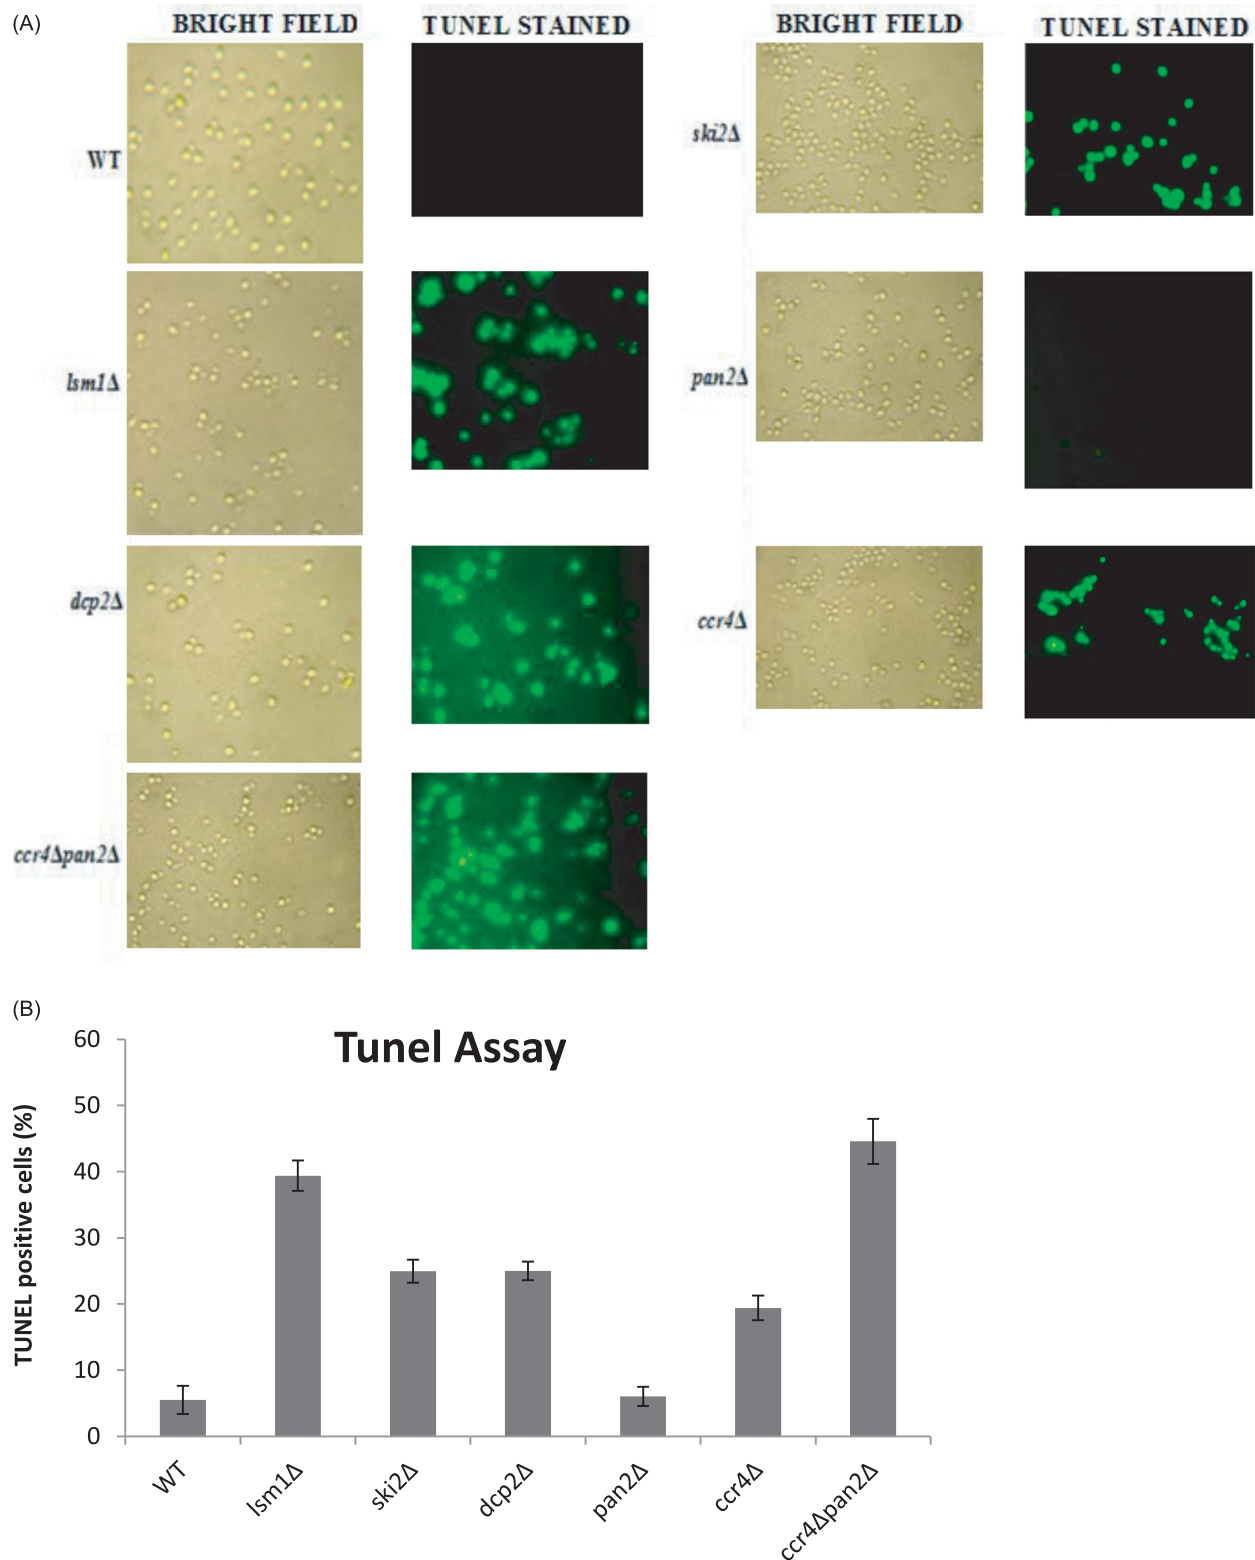 (A)
BRIGHT FIELD
TUNEL STAINED
BRIGHT FIELD
TUNEL STAINED
WT
ski2Δ
lsm1Δ
pan2Δ
dcp2Δ
ccr4Δ
ccr4Δpan2Δ
(B)
Tunel Assay
TUNEL positive cells (%)
60
50
40
30
20
10
0
WT
lsm1Δ
ski2Δ
dcp2Δ
pan2Δ
ccr4Δ
ccr4Δpan2Δ